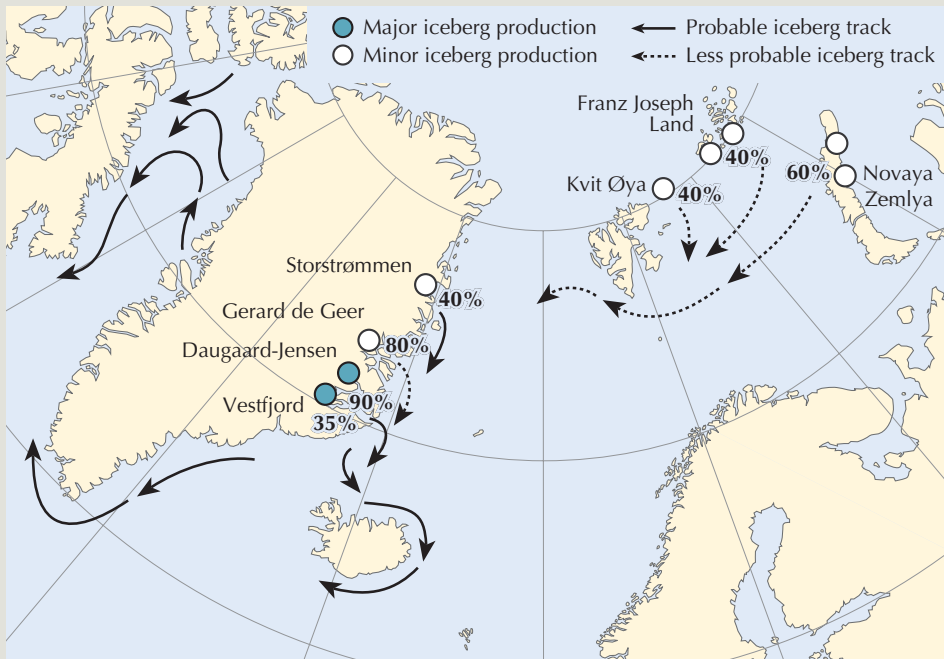 Major iceberg production
Minor iceberg production
Probable iceberg track
Less probable iceberg track
Franz Joseph
Land
40%
Kvit Øya
40%
60%
Novaya
Zemlya
Storstrømmen
40%
Gerard de Geer
80%
Daugaard-Jensen
90%
Vestfjord
35%